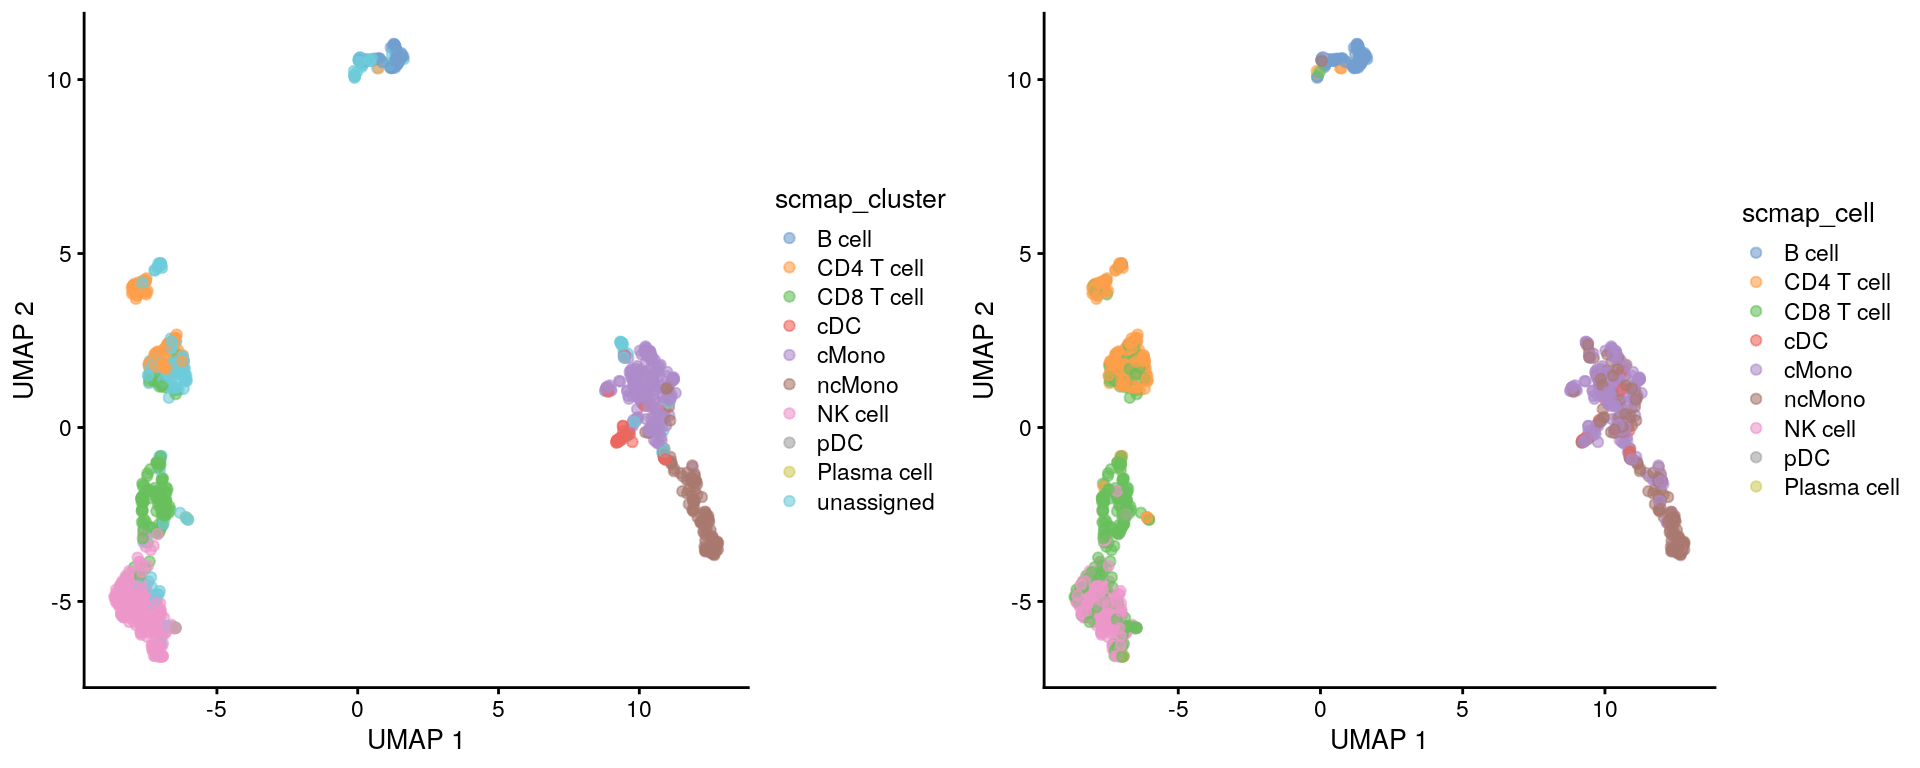 10
5
0
-5
UMAP 2
-5
0
5
10
UMAP 1
scmap_cluster
B cell
CD4 T cell
CD8 T cell
cDC
cMono
ncMono
NK cell
pDC
Plasma cell
unassigned
10
5
0
-5
UMAP 2
-5
0
5
10
UMAP 1
scmap_cell
B cell
CD4 T cell
CD8 T cell
cDC
cMono
ncMono
NK cell
pDC
Plasma cell